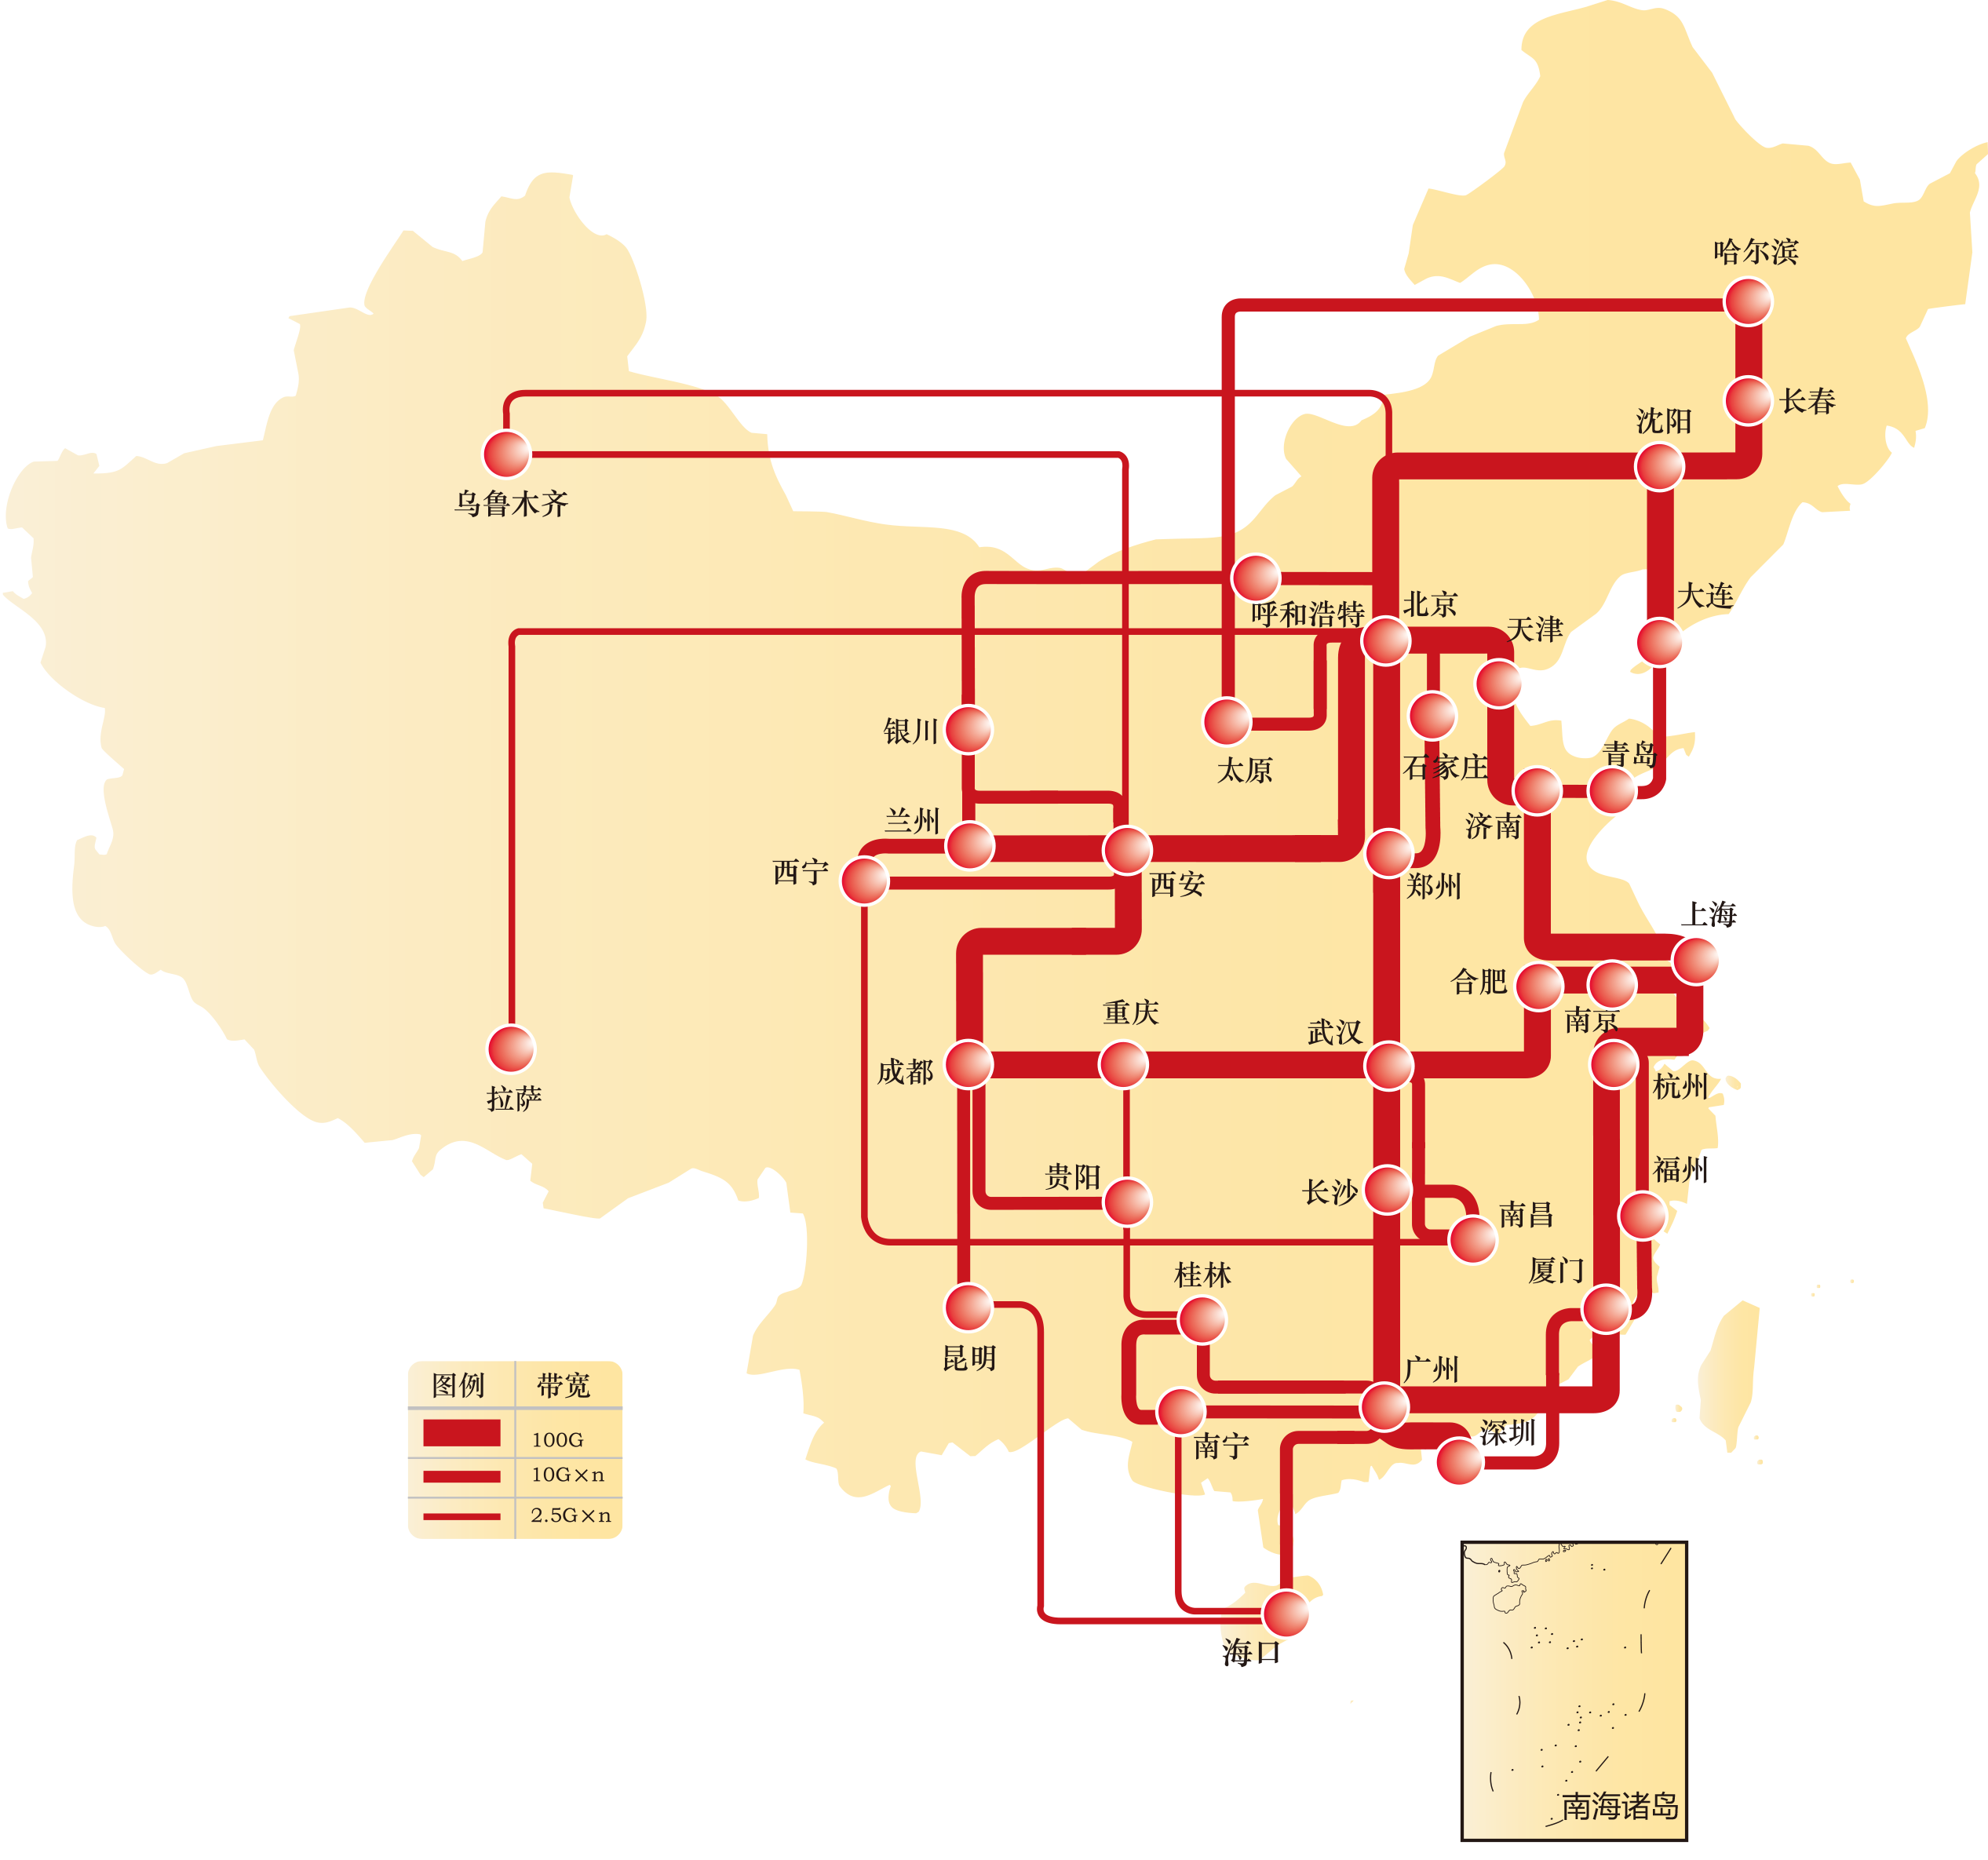 哈尔滨
长春
沈阳
乌鲁木齐
大连
呼和浩特
北京
天津
银川
太原
石家庄
青岛
兰州
济南
西宁
西安
郑州
上海
合肥
南京
重庆
武汉
成都
拉萨
杭州
贵阳
长沙
福州
南昌
桂林
厦门
昆明
广州
深圳
南宁
海口
图例 带宽
100G
10G×n
2.5G×n
南海诸岛